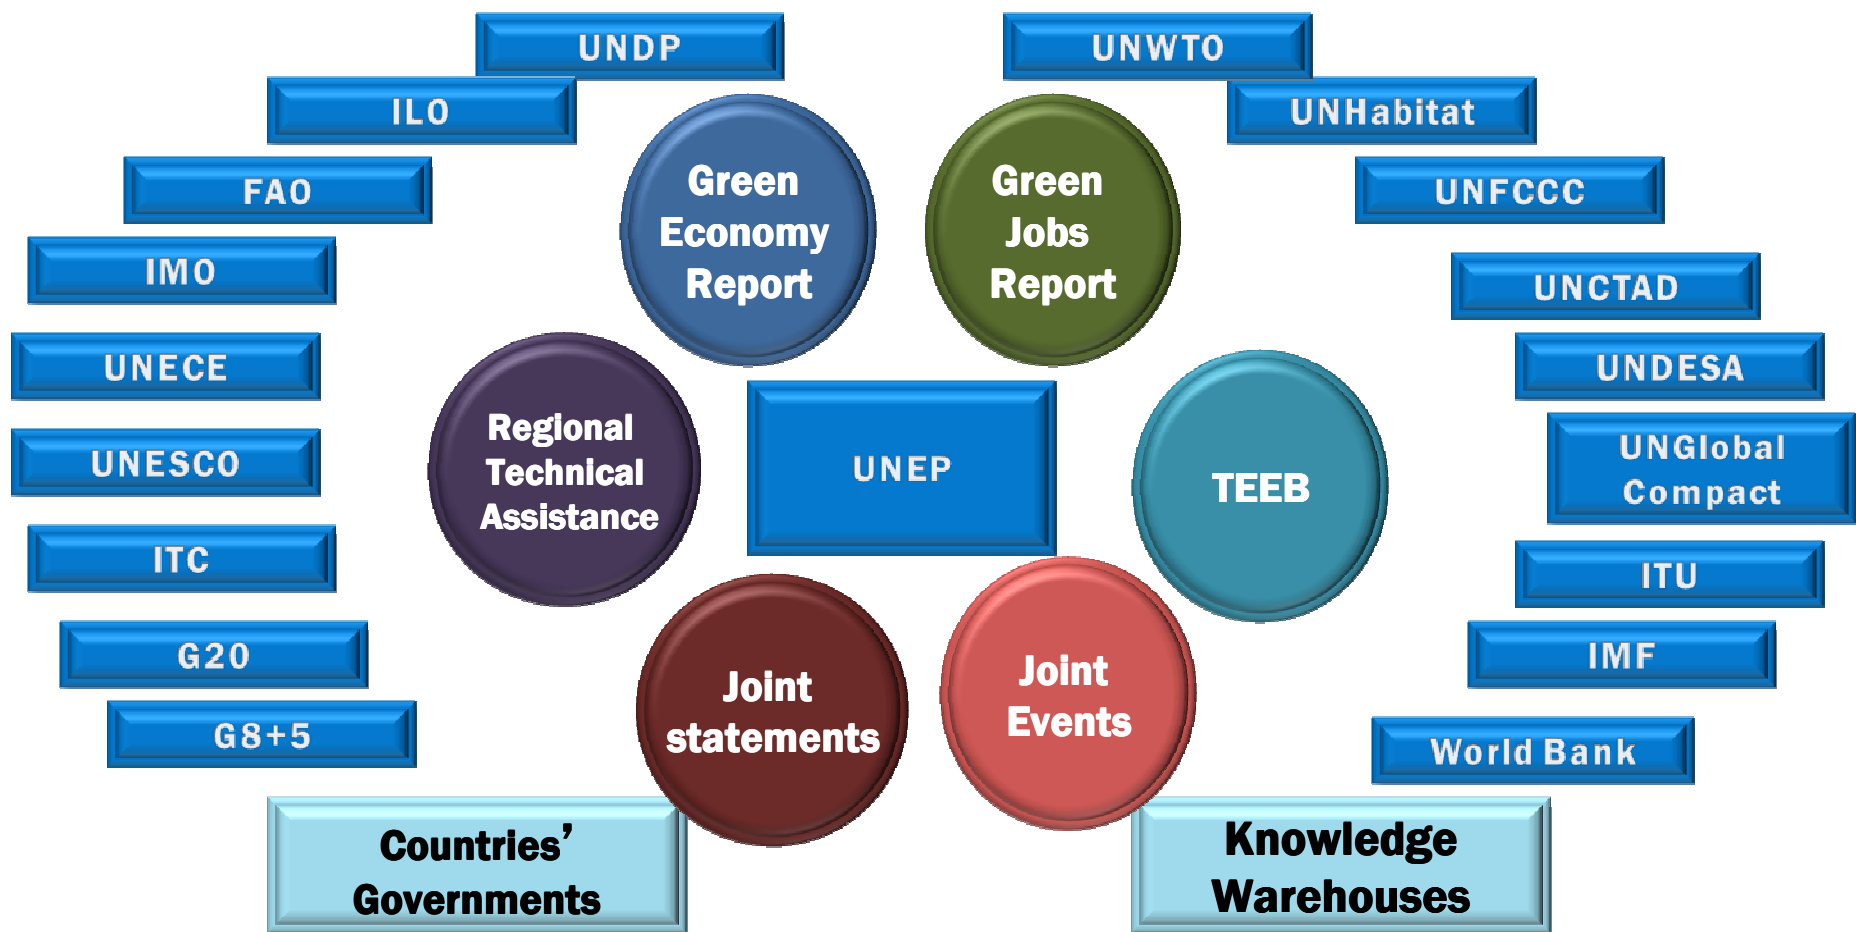 UNDP
UNWTO
ILO
UNHabitat
FAO
UNFCCC
IMO
UNCTAD
UNECE
UNDESA
UNESCO
UNGlobal
Compact
ITC
ITU
G20
IMF
G8+5
World Bank
Green
Economy
Report
Green
Jobs
Report
Regional
Technical
Assistance
UNEP
TEEB
Joint
statements
Joint
Events
Countries’
Governments
Knowledge
Warehouses